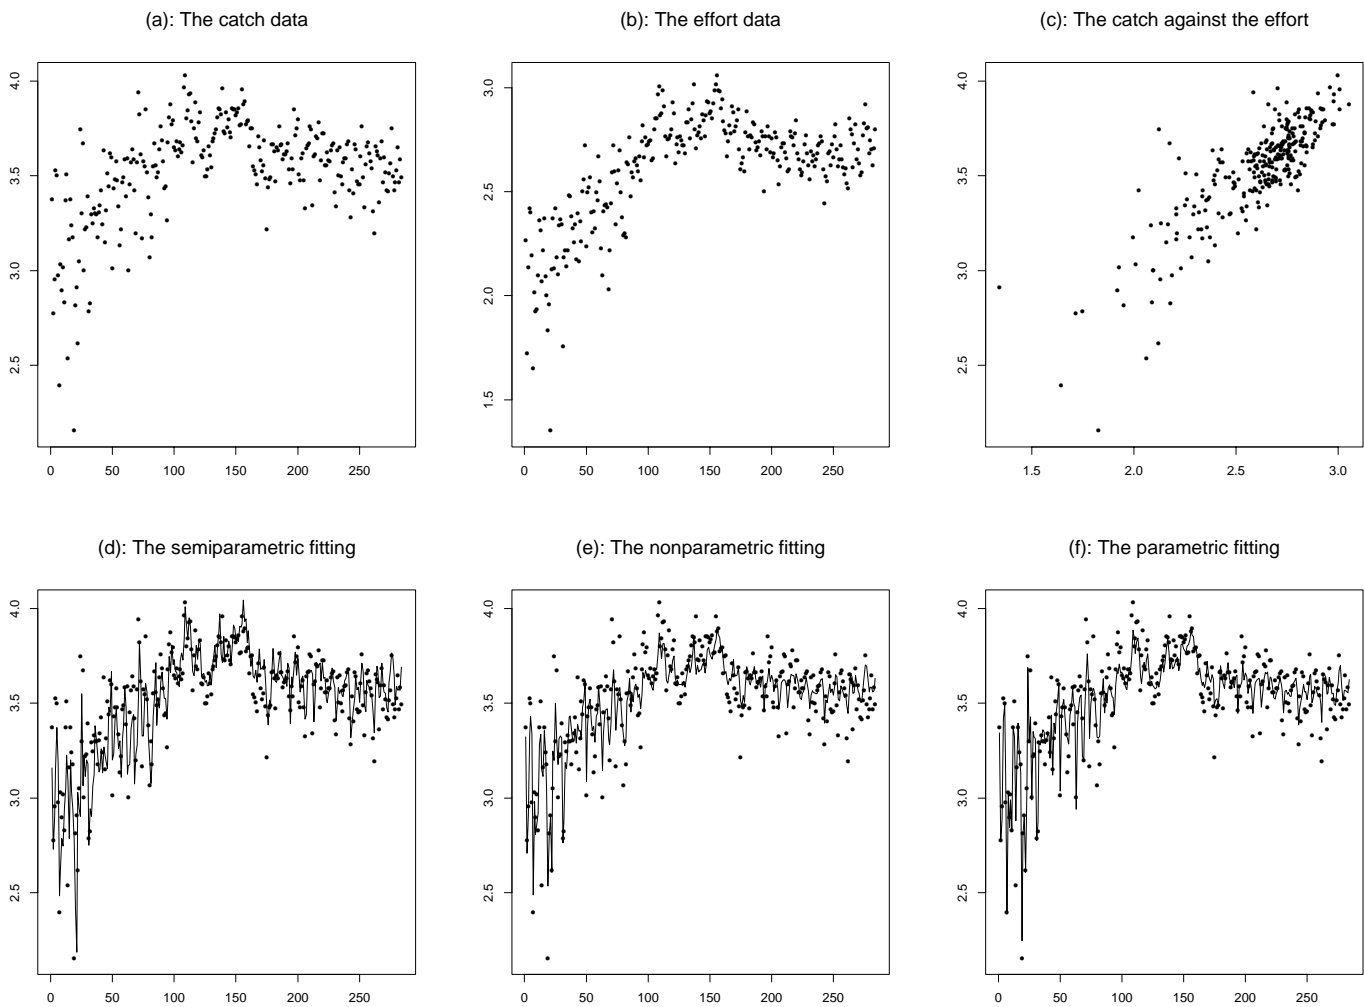 (a): The catch data
4.0
3.5
3.0
2.5
0 50 100 150 200 250
(b): The effort data
3.0
2.5
2.0
1.5
0 50 100 150 200 250
(c): The catch against the effort
4.0
3.5
3.0
2.5
1.5 2.0 2.5 3.0
(d): The semiparametric fitting
4.0
3.5
3.0
2.5
0 50 100 150 200 250
(e): The nonparametric fitting
4.0
3.5
3.0
2.5
0 50 100 150 200 250
(f): The parametric fitting
4.0
3.5
3.0
2.5
0 50 100 150 200 250